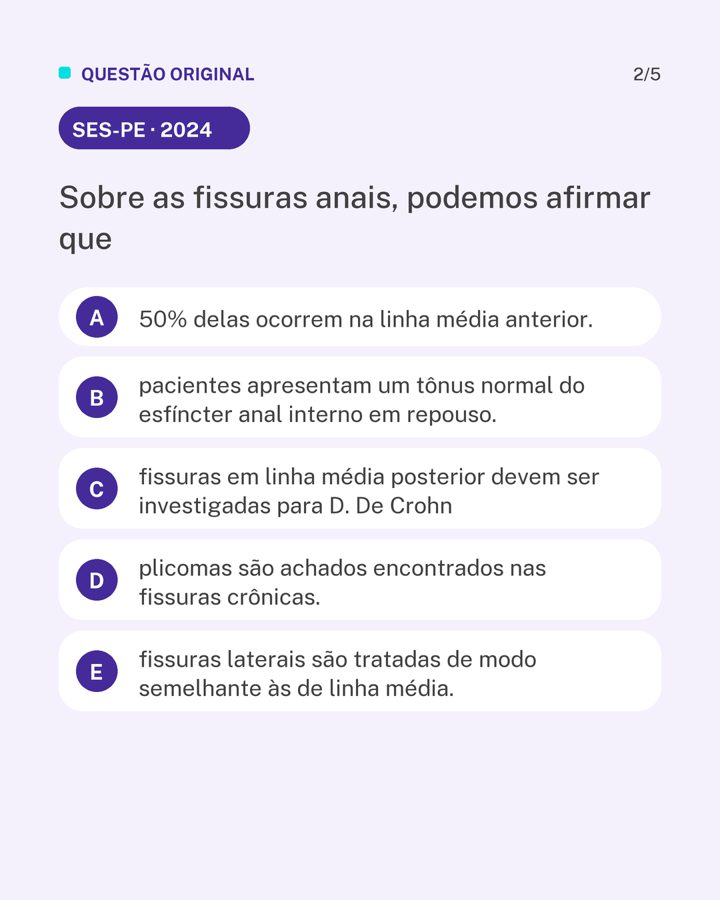 QUESTÃO ORIGINAL
2/5
SES-PE · 2024
Sobre as fissuras anais, podemos afirmar
que
A
50% delas ocorrem na linha média anterior.
B
pacientes apresentam um tônus normal do
esfíncter anal interno em repouso.
C
fissuras em linha média posterior devem ser
investigadas para D. De Crohn
D
plicomas são achados encontrados nas
fissuras crônicas.
E
fissuras laterais são tratadas de modo
semelhante às de linha média.